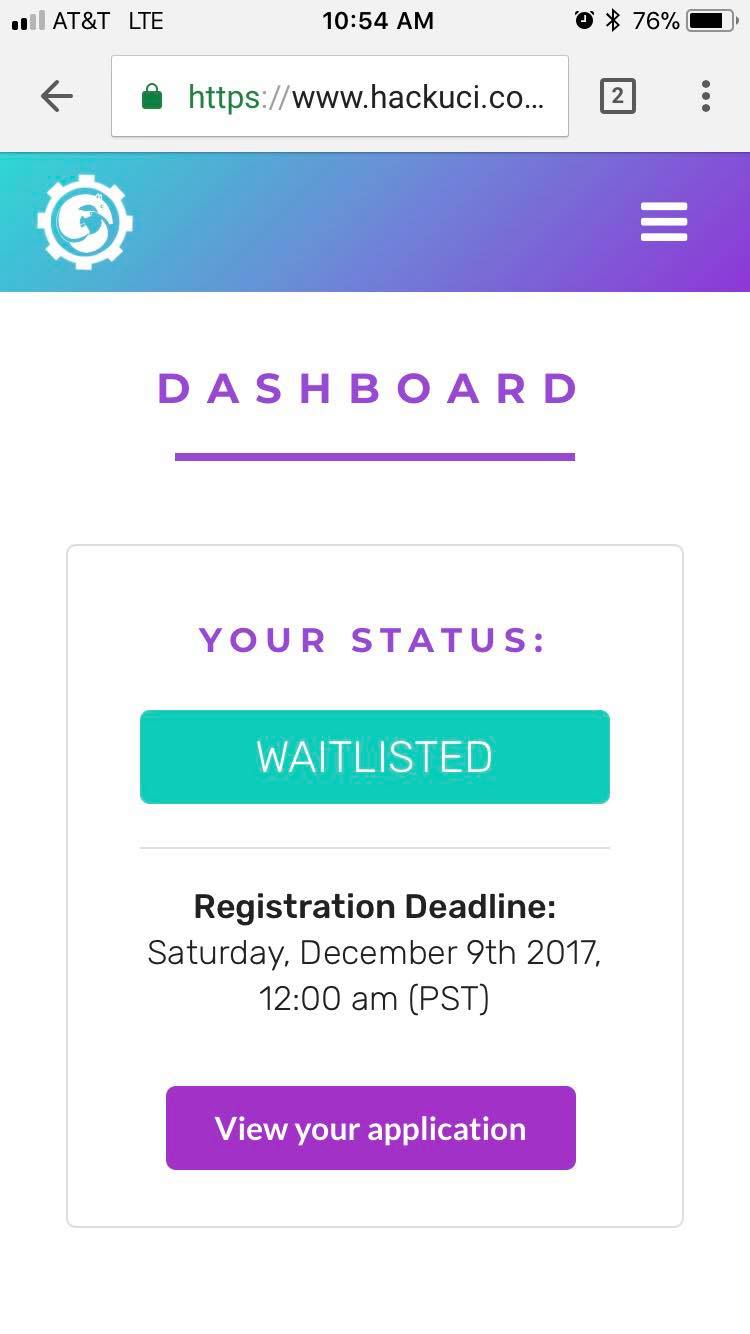 AT&T LTE 10:54 AM 76%
https://www.hackuci.co... 2
DASHBOARD
YOUR STATUS:
WAITLISTED
Registration Deadline:
Saturday, December 9th 2017,
12:00 am (PST)
View your application